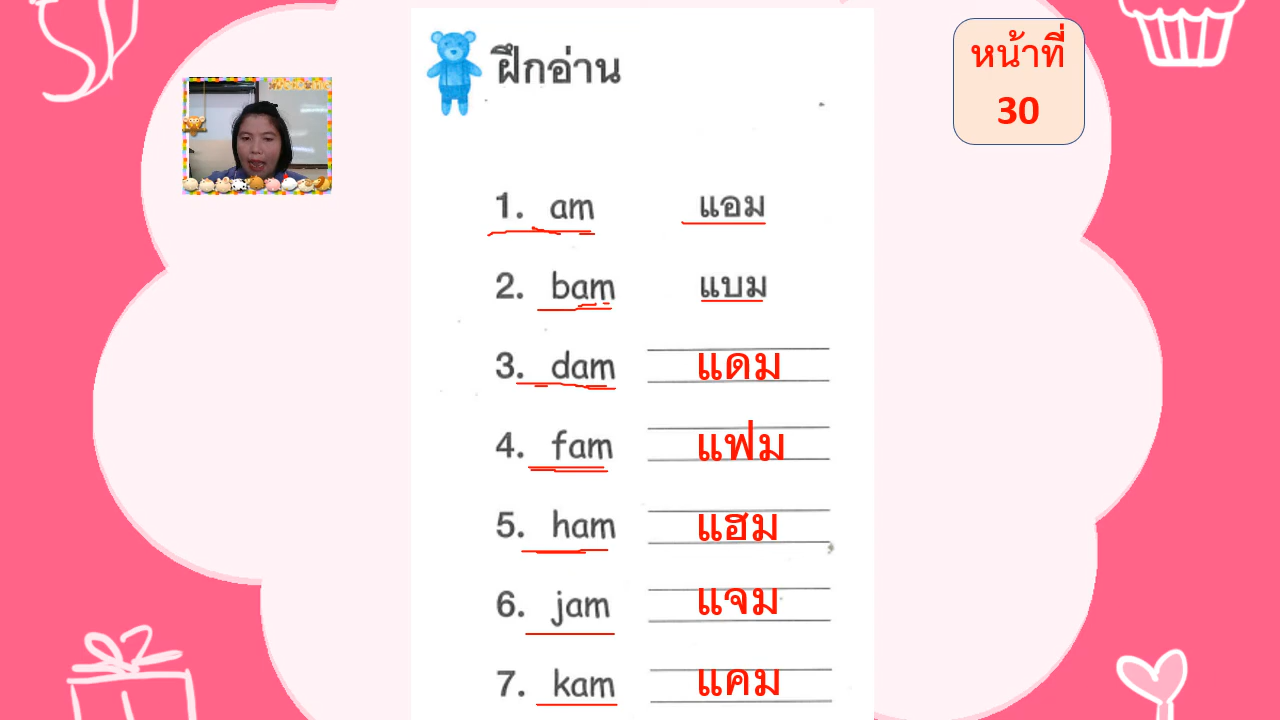 ฝึกอ่าน
หน้าที่
30
1. am แอม
2. bam แบม
3. dam แดม
4. fam แฟม
5. ham แฮม
6. jam แจม
7. kam แคม